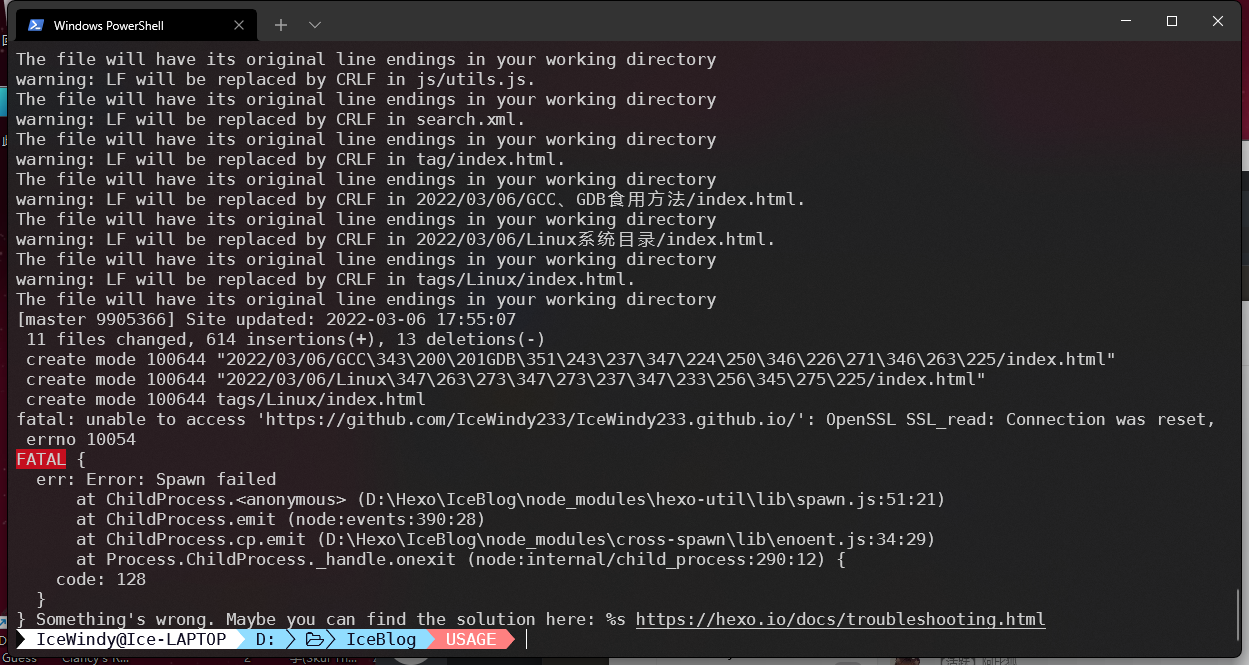 Windows PowerShell
The file will have its original line endings in your working directory
warning: LF will be replaced by CRLF in js/utils.js.
The file will have its original line endings in your working directory
warning: LF will be replaced by CRLF in search.xml.
The file will have its original line endings in your working directory
warning: LF will be replaced by CRLF in tag/index.html.
The file will have its original line endings in your working directory
warning: LF will be replaced by CRLF in 2022/03/06/GCC、GDB食用方法/index.html.
The file will have its original line endings in your working directory
warning: LF will be replaced by CRLF in 2022/03/06/Linux系统目录/index.html.
The file will have its original line endings in your working directory
warning: LF will be replaced by CRLF in tags/Linux/index.html.
The file will have its original line endings in your working directory
[master 9905366] Site updated: 2022-03-06 17:55:07
11 files changed, 614 insertions(+), 13 deletions(-)
create mode 100644 "2022/03/06/GCC\343\200\201GDB\351\243\237\347\224\250\346\226\271\346\263\225/index.html"
create mode 100644 "2022/03/06/Linux\347\263\273\347\273\237\347\233\256\345\275\225/index.html"
create mode 100644 tags/Linux/index.html
fatal: unable to access 'https://github.com/IceWindy233/IceWindy233.github.io/': OpenSSL SSL_read: Connection was reset,
errno 10054
FATAL {
err: Error: Spawn failed
at ChildProcess.<anonymous> (D:\Hexo\IceBlog\node_modules\hexo-util\lib\spawn.js:51:21)
at ChildProcess.emit (node:events:390:28)
at ChildProcess.cp.emit (D:\Hexo\IceBlog\node_modules\cross-spawn\lib\enoent.js:34:29)
at Process.ChildProcess._handle.onexit (node:internal/child_process:290:12) {
code: 128
}
} Something's wrong. Maybe you can find the solution here: %s https://hexo.io/docs/troubleshooting.html
IceWindy@Ice-LAPTOP D: IceBlog USAGE